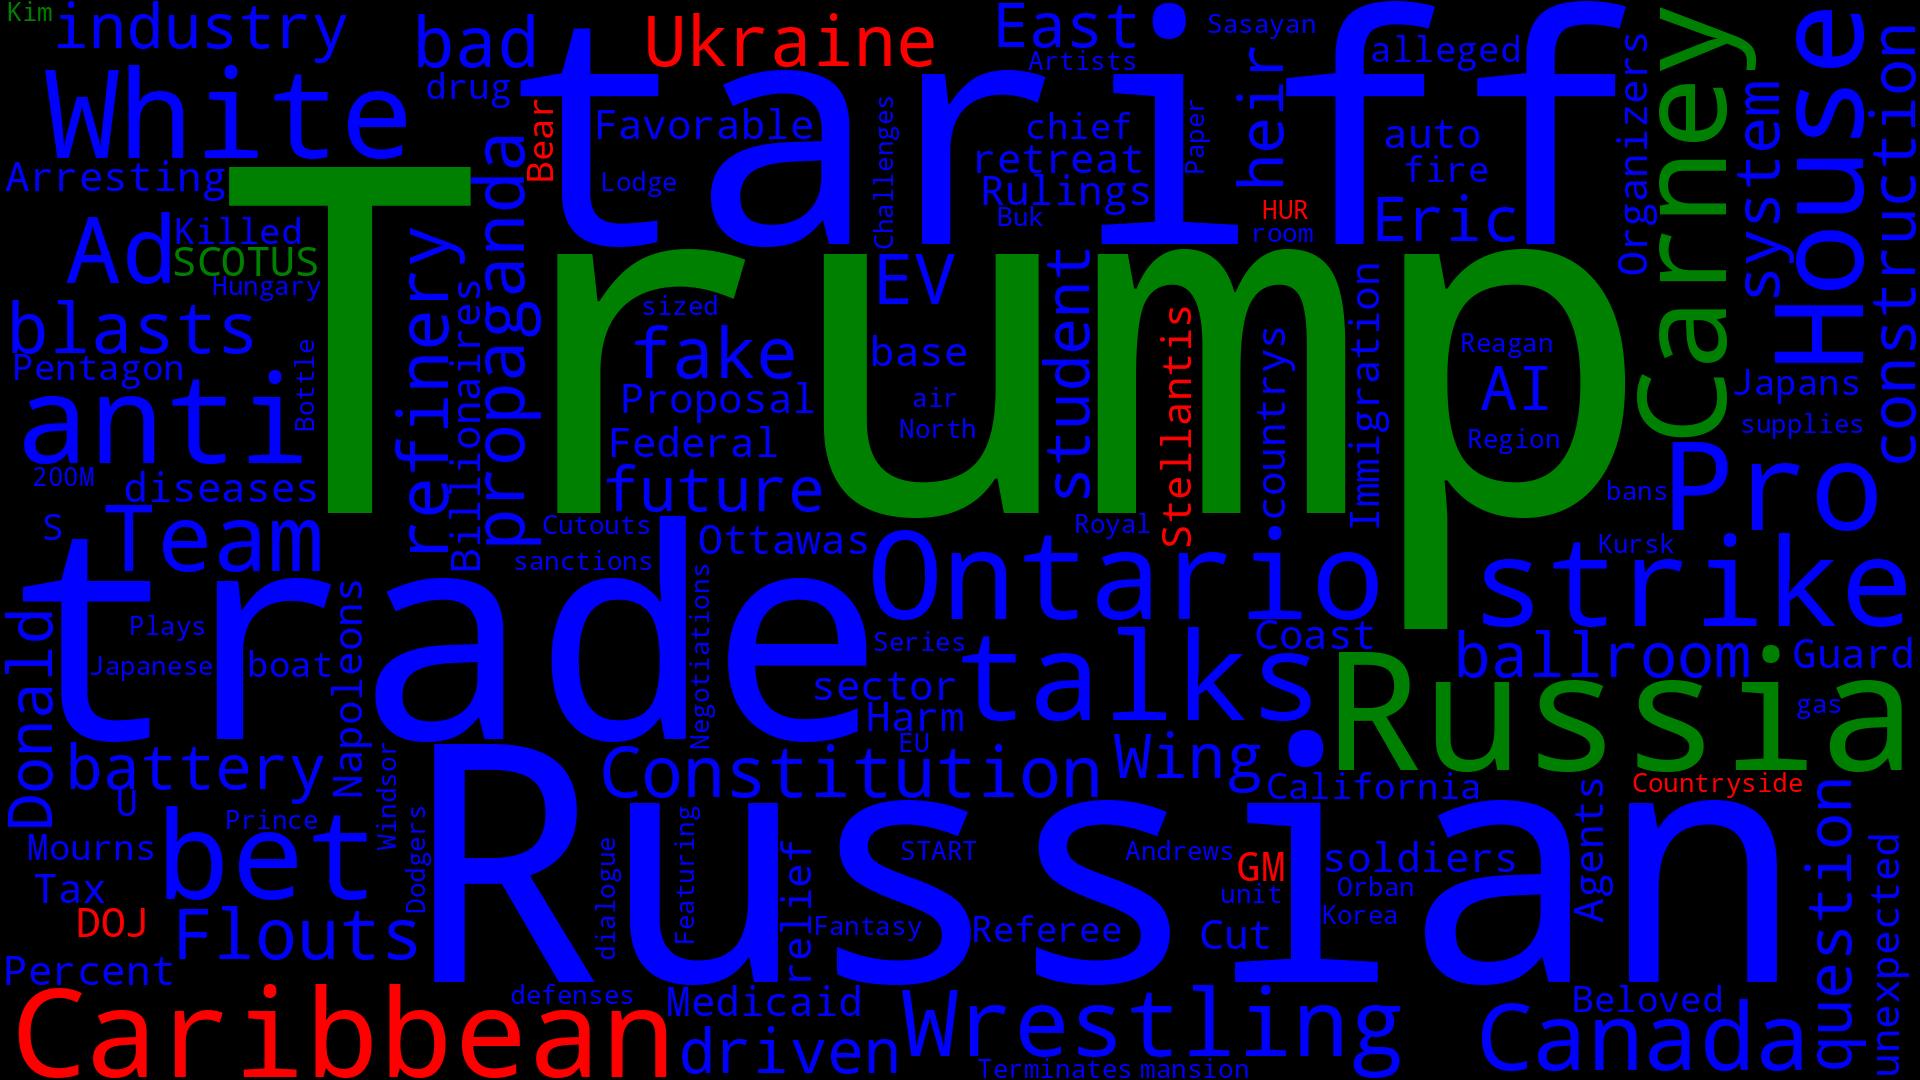 Kim
industry
bad
Ukraine
East
Sasayan
alleged
Artists
tariff
heir
Organizers
Carney
House
construction
White
drug
Bear
Favorable
Challenges
chief
Paper
auto
system
retreat
fire
Arresting
propaganda
Lodge
Rulings
Buk
HUR
room
Eric
Ad
Killed
SCOTUS
Hungary
Trump
refinery
EV
student
Immigration
blasts
Billionaires
sized
fake
base
Stellantis
countrys
Reagan
Pentagon
Bottle
Proposal
air
AI
Japans
anti
Federal
North
Region
supplies
200M
diseases
future
bans
Pro
S
Team
Cutouts
Ottawas
Royal
Ontario
Kursk
strike
sanctions
trade
Donald
Plays
Napoleons
Negotiations
Series
talks
Coast
ballroom
Guard
Japanese
boat
sector
Russia
Harm
gas
EU
battery
Constitution
Wing
Countryside
U
Windsor
California
Prince
Dodgers
Russian
Agents
question
Mourns
bet
dialogue
Featuring
relief
START
Andrews
GM
soldiers
unexpected
Tax
unit
Orban
DOJ
Flouts
Fantasy
Referee
Cut
Korea
Percent
Caribbean
defenses
Medicaid
Wrestling
Beloved
Canada
driven
Terminates
mansion